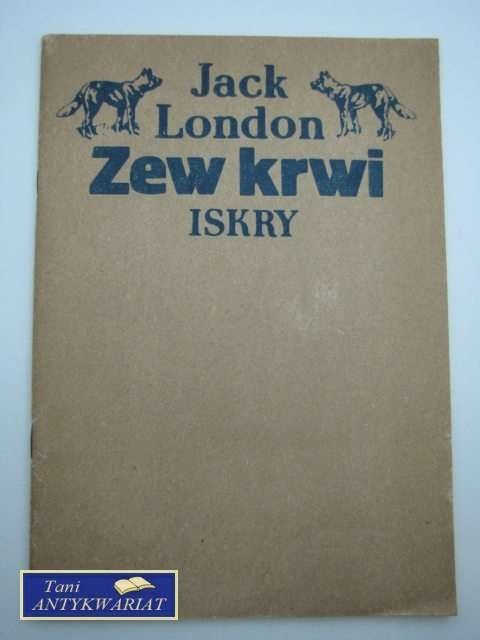 Jack
London
Zew krwi
ISKRY
Tani
ANTYKWARIAT